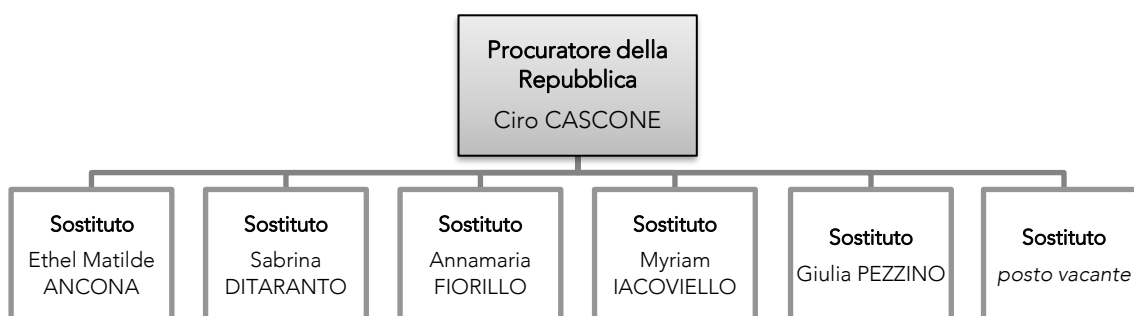 Procuratore della
Repubblica
Ciro CASCONE
Sostituto
Ethel Matilde
ANCONA
Sostituto
Sabrina
DITARANTO
Sostituto
Annamaria
FIORILLO
Sostituto
Myriam
IACOVIELLO
Sostituto
Giulia PEZZINO
Sostituto
posto vacante